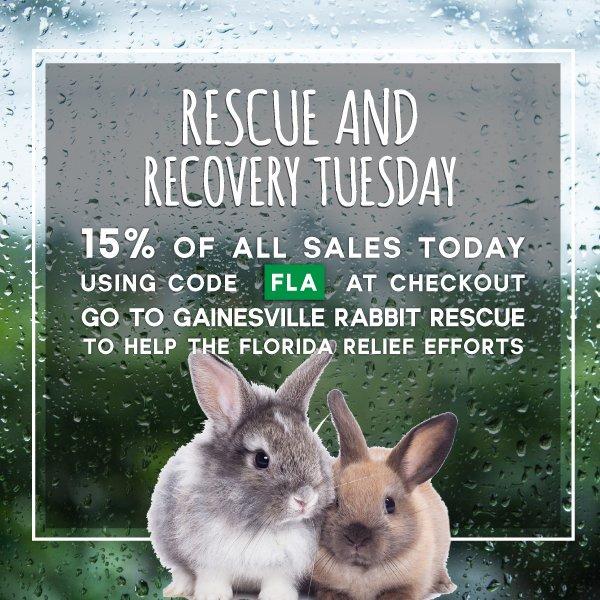 RESCUE AND
RECOVERY TUESDAY
15% OF ALL SALES TODAY
USING CODE FLA AT CHECKOUT
GO TO GAINESVILLE RABBIT RESCUE
TO HELP THE FLORIDA RELIEF EFFORTS